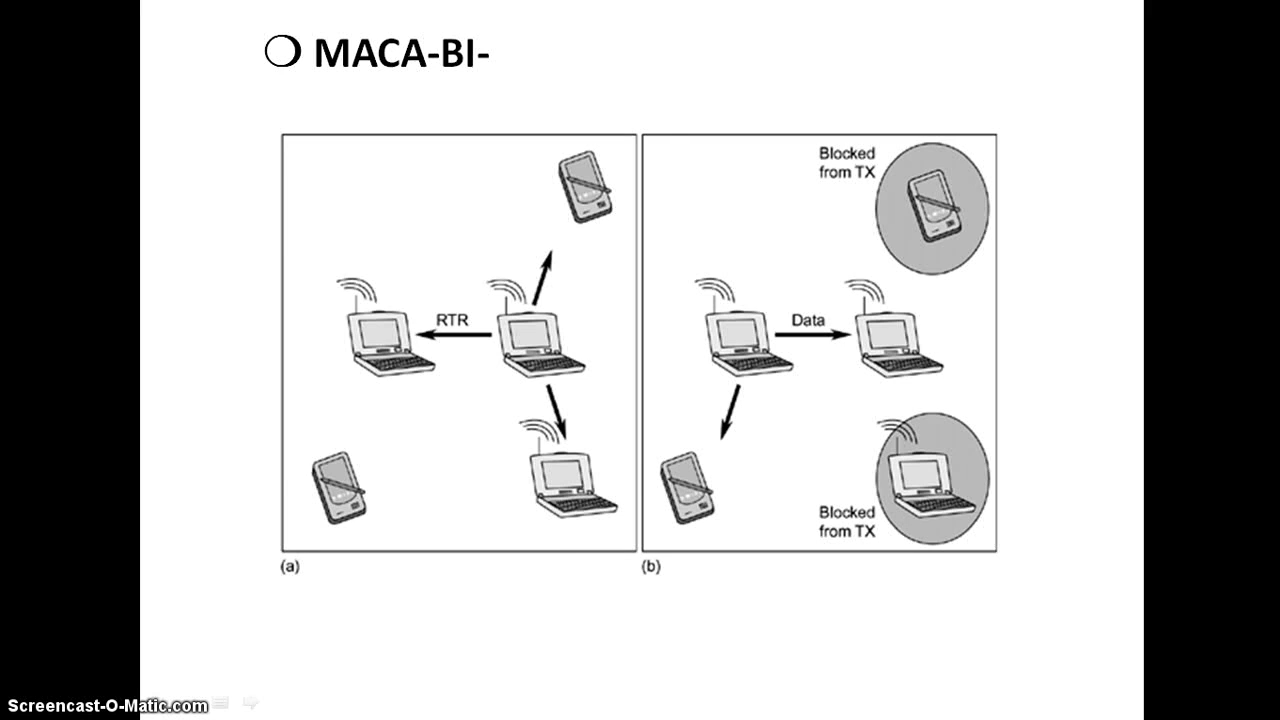 ❍ MACA-BI-
Blocked
from TX
RTR
Data
Blocked
from TX
(a)
(b)
Screencast-O-Matic.com